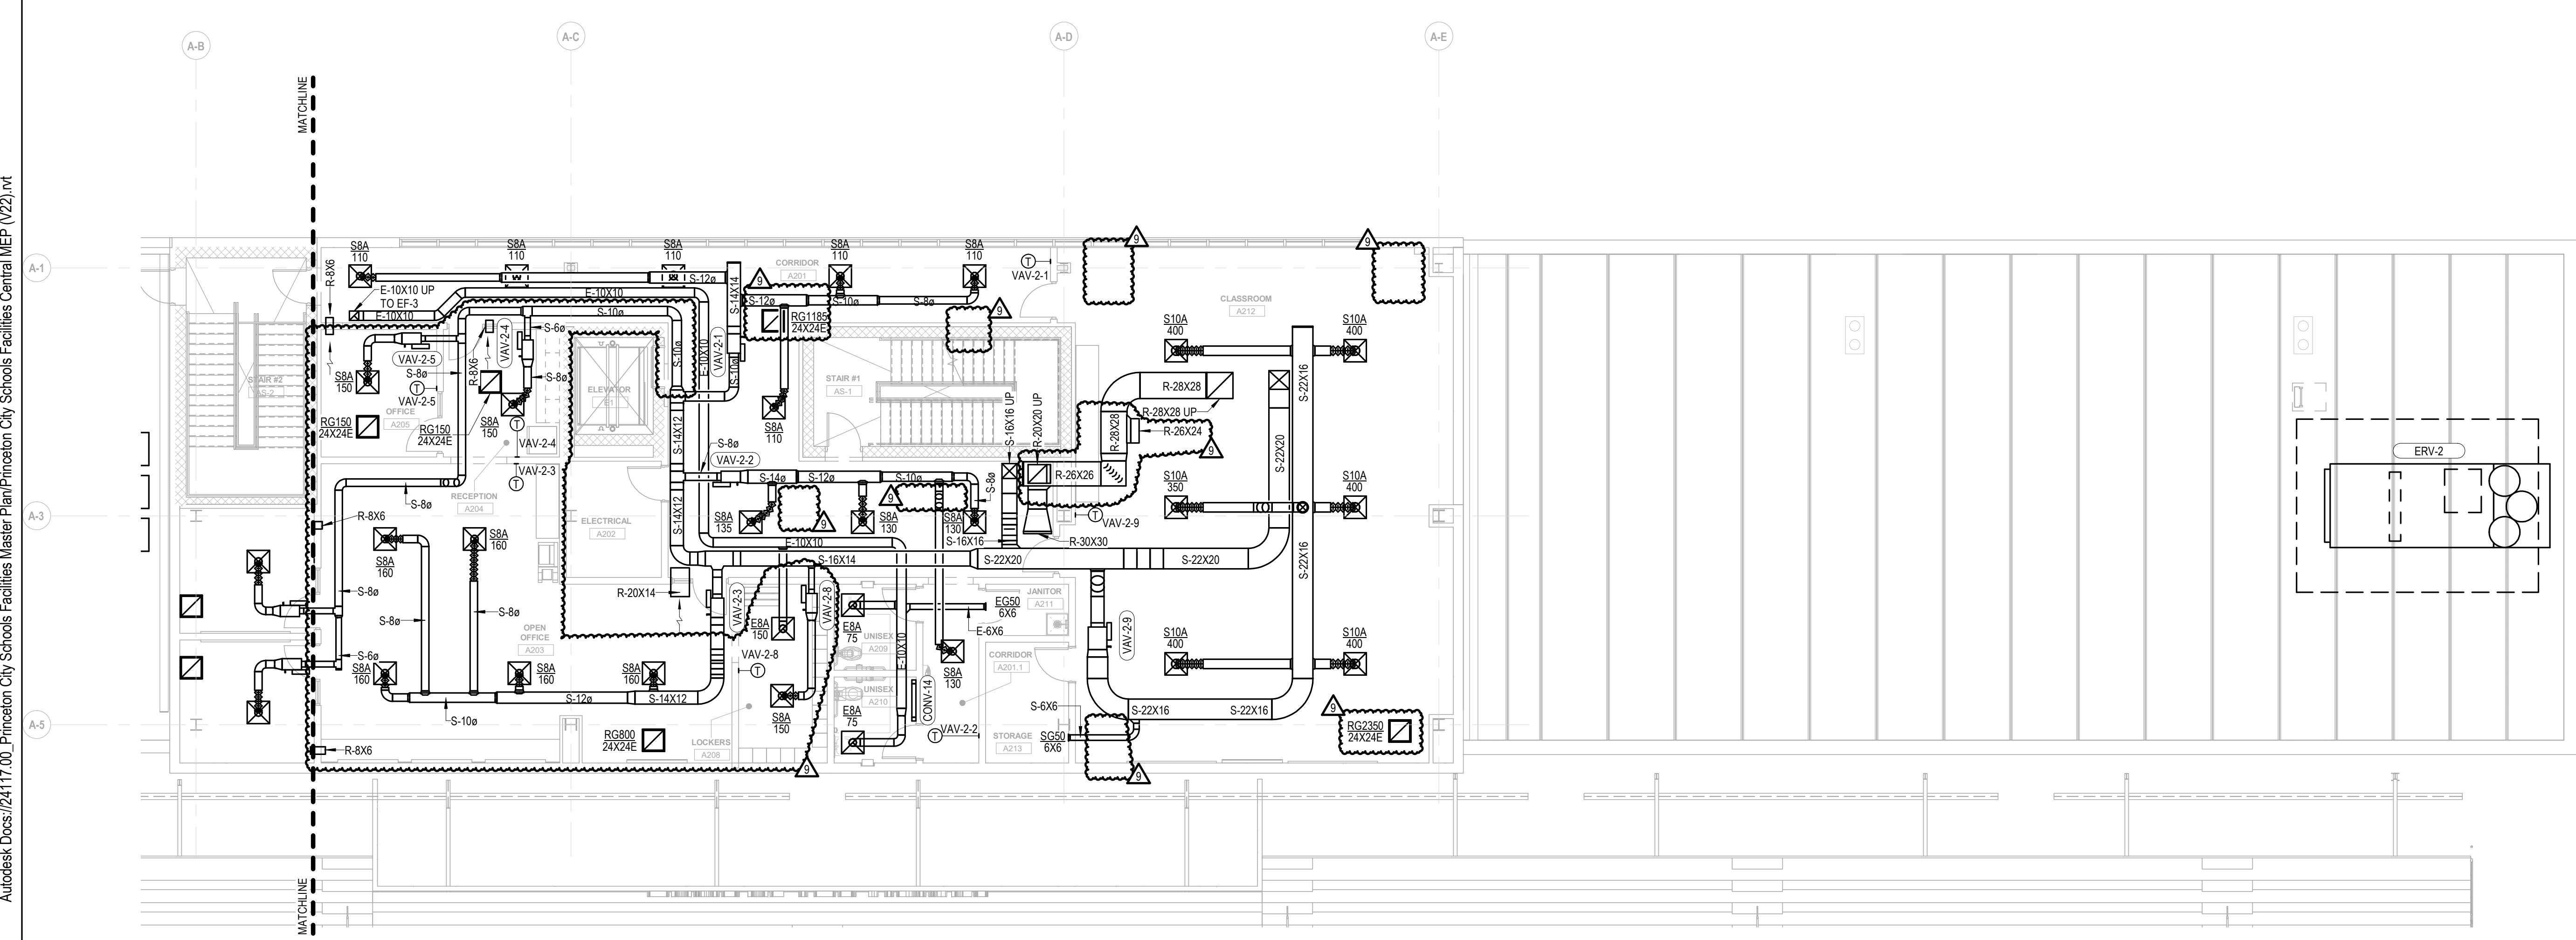 Autodesk Docs://24117.00_Princeton City Schools Facilities Master Plan/Princeton City Schools Facilities Central MEP (V22).rvt
A-B
A-C
A-D
A-E
MATCHLINE
A-1
A-3
A-5
R-8X6
S8A
110
S8A
110
S8A
110
S8A
110
S8A
110
E-10X10 UP
TO EF-3
E-10X10
E-10X10
S-12ø
S-14X14
9
S-12ø
S-10ø
S-8ø
CORRIDOR
A201
T
VAV-2-1
9
9
CLASSROOM
A212
RG1185
24X24E
9
S-10ø
S-6ø
VAV-2-4
VAV-2-5
S-8ø
T
VAV-2-5
R-8X6
S-8ø
S-10ø
E-10X10
VAV-2-1
S-10ø
STAIR #2
AS-2
S8A
150
OFFICE
A205
RG150
24X24E
RG150
24X24E
S8A
150
T
VAV-2-4
VAV-2-3
T
ELEVATOR
E1
S8A
110
STAIR #1
AS-1
S10A
400
S10A
400
S-22X16
R-28X28
R-28X28 UP
R-28X28
R-26X24
9
S-22X20
S-16X16 UP
R-20X20 UP
R-26X26
S-14X12
S-8ø
VAV-2-2
S-14ø
S-12ø
S-10ø
S-8ø
9
9
S-14X12
S8A
135
S8A
130
S8A
130
T
VAV-2-9
S10A
350
S10A
400
ERV-2
RECEPTION
A204
S-8ø
R-8X6
ELECTRICAL
A202
S8A
160
S8A
160
E-10X10
S-16X14
S-16X16
R-30X30
S-22X20
S-22X20
S-22X16
R-20X14
VAV-2-3
VAV-2-8
S-8ø
S-8ø
S-8ø
OPEN
OFFICE
A203
E8A
150
E8A
75
UNISEX
A209
E-10X10
EG50
6X6
E-6X6
JANITOR
A211
VAV-2-9
S10A
400
S10A
400
S-6ø
S8A
160
S8A
160
S8A
160
VAV-2-8
T
S8A
130
CORRIDOR
A201.1
UNISEX
A210
CONV-14
S-12ø
S-14X12
S-10ø
S8A
150
E8A
75
T
VAV-2-2
S-6X6
SG50
6X6
S-22X16
S-22X16
9
RG2350
24X24E
R-8X6
RG800
24X24E
LOCKERS
A208
STORAGE
A213
9
9
MATCHLINE